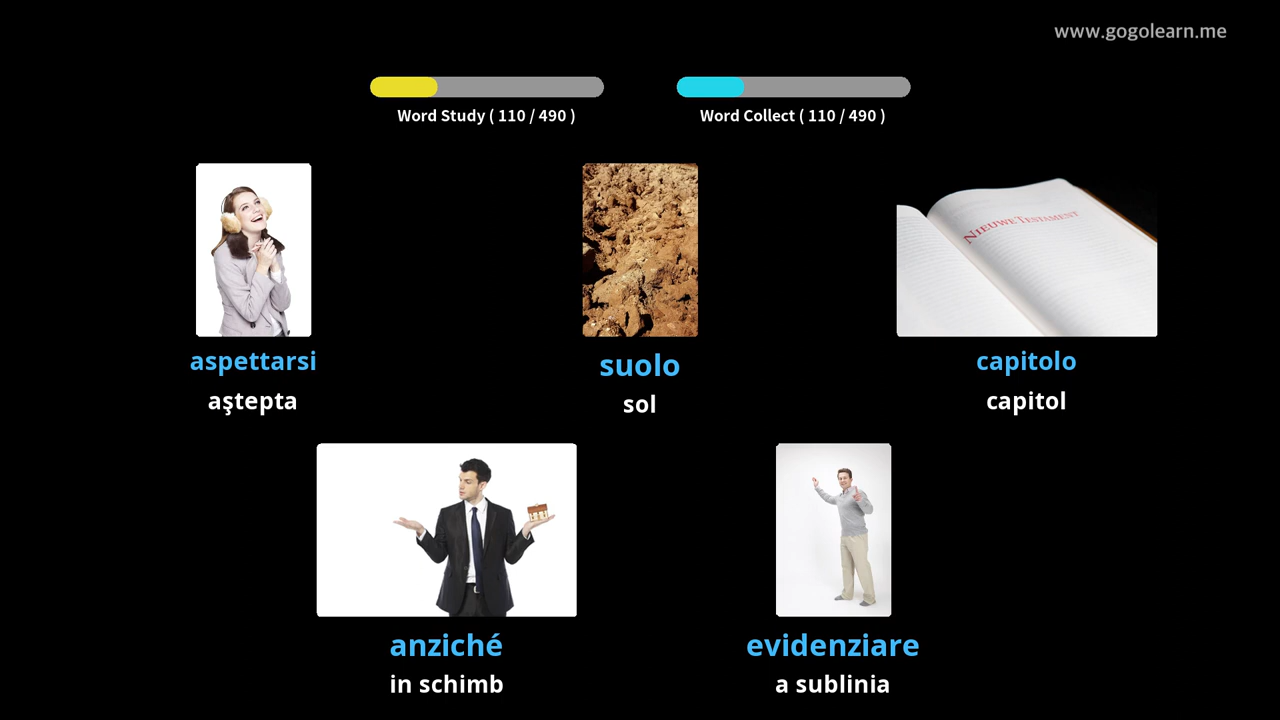 www.gogolearn.me
Word Study ( 110 / 490 )
Word Collect ( 110 / 490 )
NIEUWE TESTAMENT
aspettarsi
aştepta
suolo
sol
capitolo
capitol
anziché
in schimb
evidenziare
a sublinia